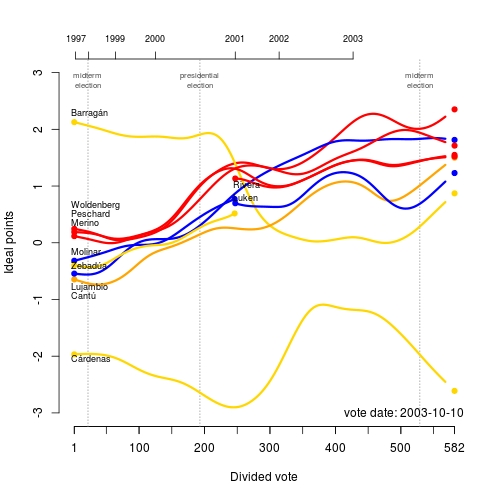 1997 1999 2000 2001 2002 2003
midterm election
presidential election
midterm election
3
2
1
0
-1
-2
-3
Ideal points
Barragán
Rivera
Luken
Woldenberg
Peschard
Merino
Molinar
Zebadúa
Lujambio
Cantú
Cárdenas
vote date: 2003-10-10
1 100 200 300 400 500 582
Divided vote